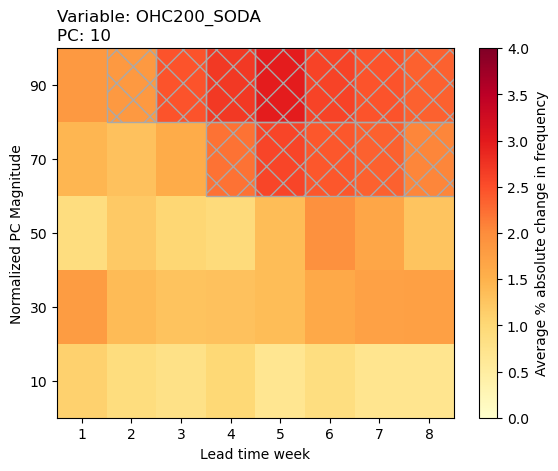 Variable: OHC200_SODA
PC: 10
Normalized PC Magnitude
90
70
50
30
10
1 2 3 4 5 6 7 8
Lead time week
4.0
3.5
3.0
2.5
2.0
1.5
1.0
0.5
0.0
Average % absolute change in frequency